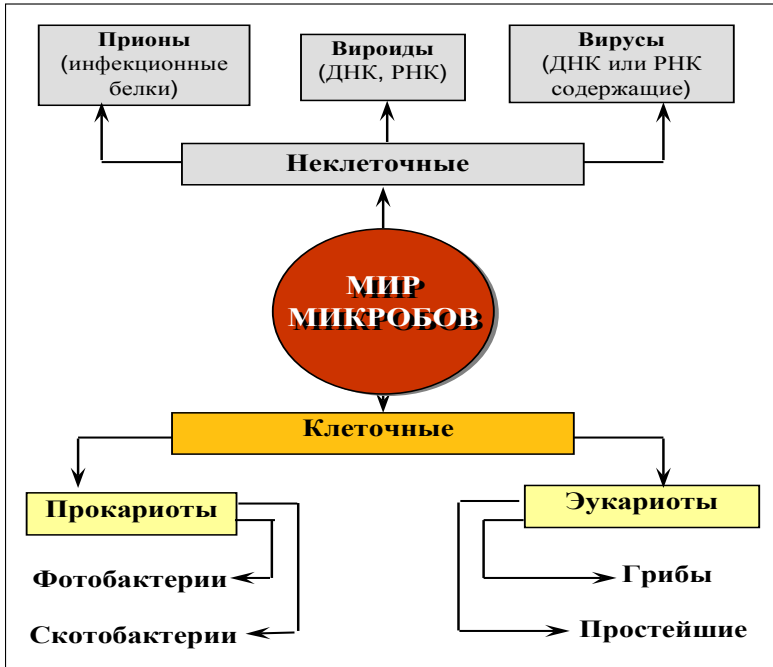 Прионы
(инфекционные
белки)
Вироиды
(ДНК, РНК)
Вирусы
(ДНК или РНК
содержащие)
Неклеточные
МИР
МИКРОБОВ
Клеточные
Прокариоты
Эукариоты
Фотобактерии
Грибы
Скотобактерии
Простейшие